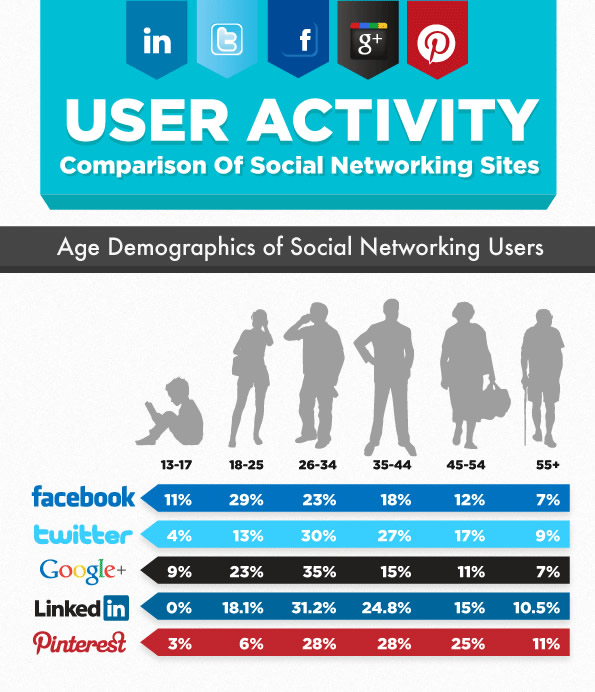 in t f g+ P
USER ACTIVITY
Comparison Of Social Networking Sites
Age Demographics of Social Networking Users
13-17 18-25 26-34 35-44 45-54 55+
facebook 11% 29% 23% 18% 12% 7%
twitter 4% 13% 30% 27% 17% 9%
Google+ 9% 23% 35% 15% 11% 7%
Linked in 0% 18.1% 31.2% 24.8% 15% 10.5%
Pinterest 3% 6% 28% 28% 25% 11%